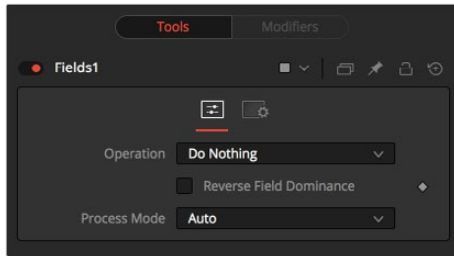 Tools Modifiers
Fields1
Operation Do Nothing
Reverse Field Dominance
Process Mode Auto